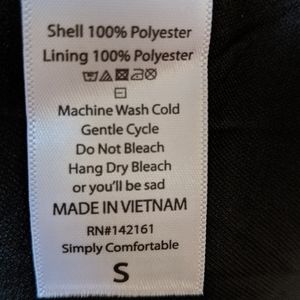 Shell 100% Polyester
Lining 100% Polyester
Machine Wash Cold
Gentle Cycle
Do Not Bleach
Hang Dry Bleach
or you'll be sad
MADE IN VIETNAM
RN#142161
Simply Comfortable
S